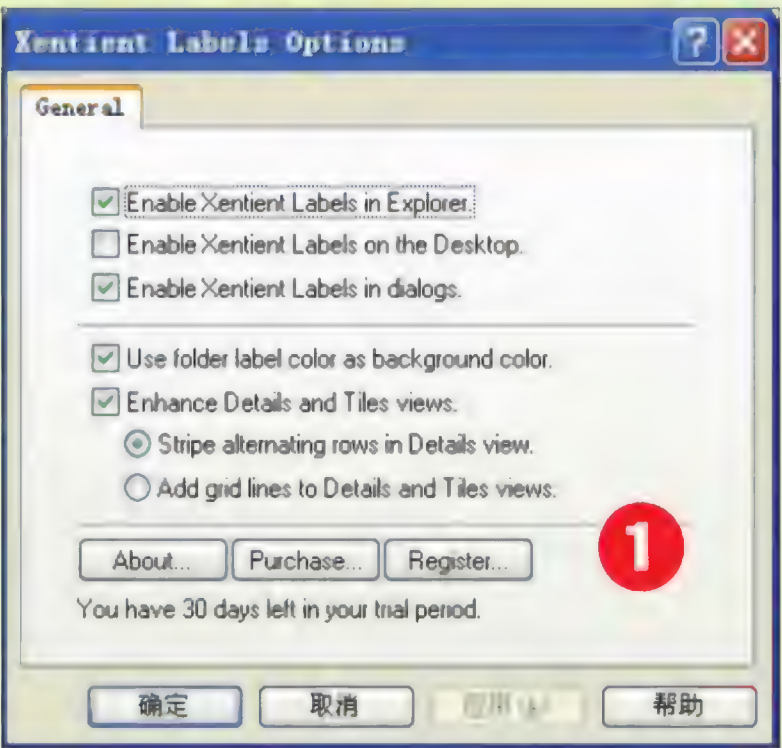 Xentient Labels Options
General
Enable Xentient Labels in Explorer.
Enable Xentient Labels on the Desktop.
Enable Xentient Labels in dialogs.
Use folder label color as background color.
Enhance Details and Tiles views.
Stripe alternating rows in Details view.
Add grid lines to Details and Tiles views.
1
About... Purchase... Register...
You have 30 days left in your trial period.
确定 取消 应用(A) 帮助